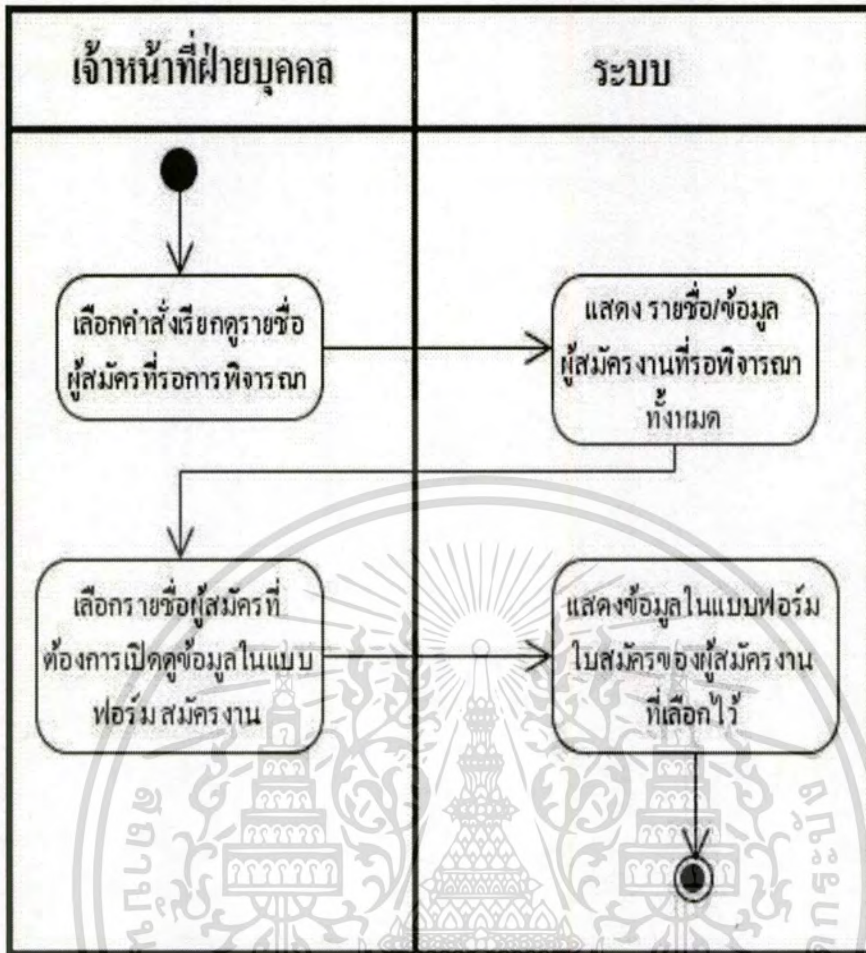 เจ้าหน้าที่ฝ่ายบุคคล
ระบบ
เลือกคำสั่งเรียกดูรายชื่อ
ผู้สมัครที่รอการพิจารณา
แสดง รายชื่อ/ข้อมูล
ผู้สมัครงานที่รอพิจารณา
ทั้งหมด
เลือกรายชื่อผู้สมัครที่
ต้องการเปิดดูข้อมูลในแบบ
ฟอร์ม สมัครงาน
แสดงข้อมูลในแบบฟอร์ม
ใบสมัครของผู้สมัครงาน
ที่เลือกไว้